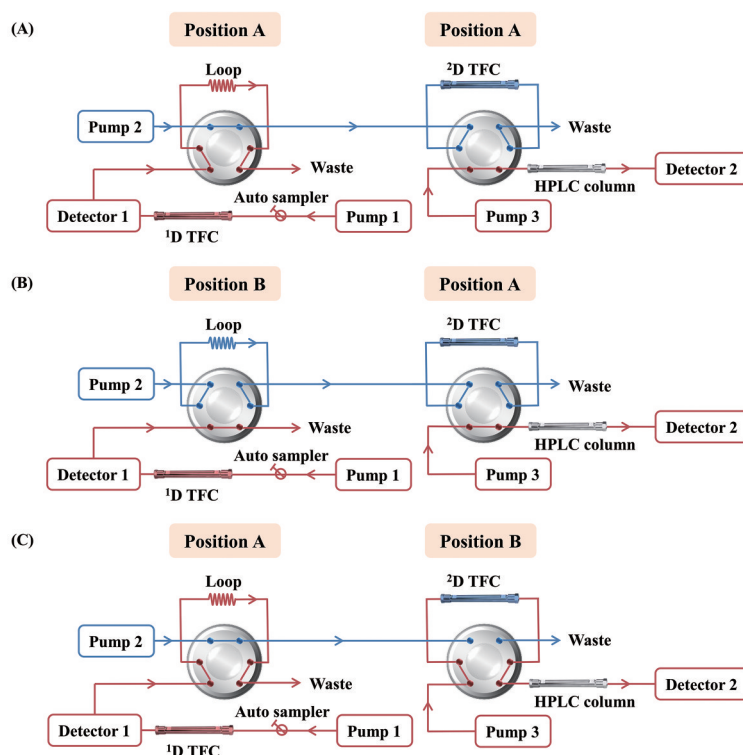 (A)
Position A
Position A
Loop
²D TFC
Pump 2
Waste
Waste
Detector 2
Auto sampler
HPLC column
Detector 1
Pump 1
Pump 3
¹D TFC
(B)
Position B
Position A
Loop
²D TFC
Pump 2
Waste
Waste
Detector 2
Auto sampler
HPLC column
Detector 1
Pump 1
Pump 3
¹D TFC
(C)
Position A
Position B
Loop
²D TFC
Pump 2
Waste
Waste
Detector 2
Auto sampler
HPLC column
Detector 1
Pump 1
Pump 3
¹D TFC